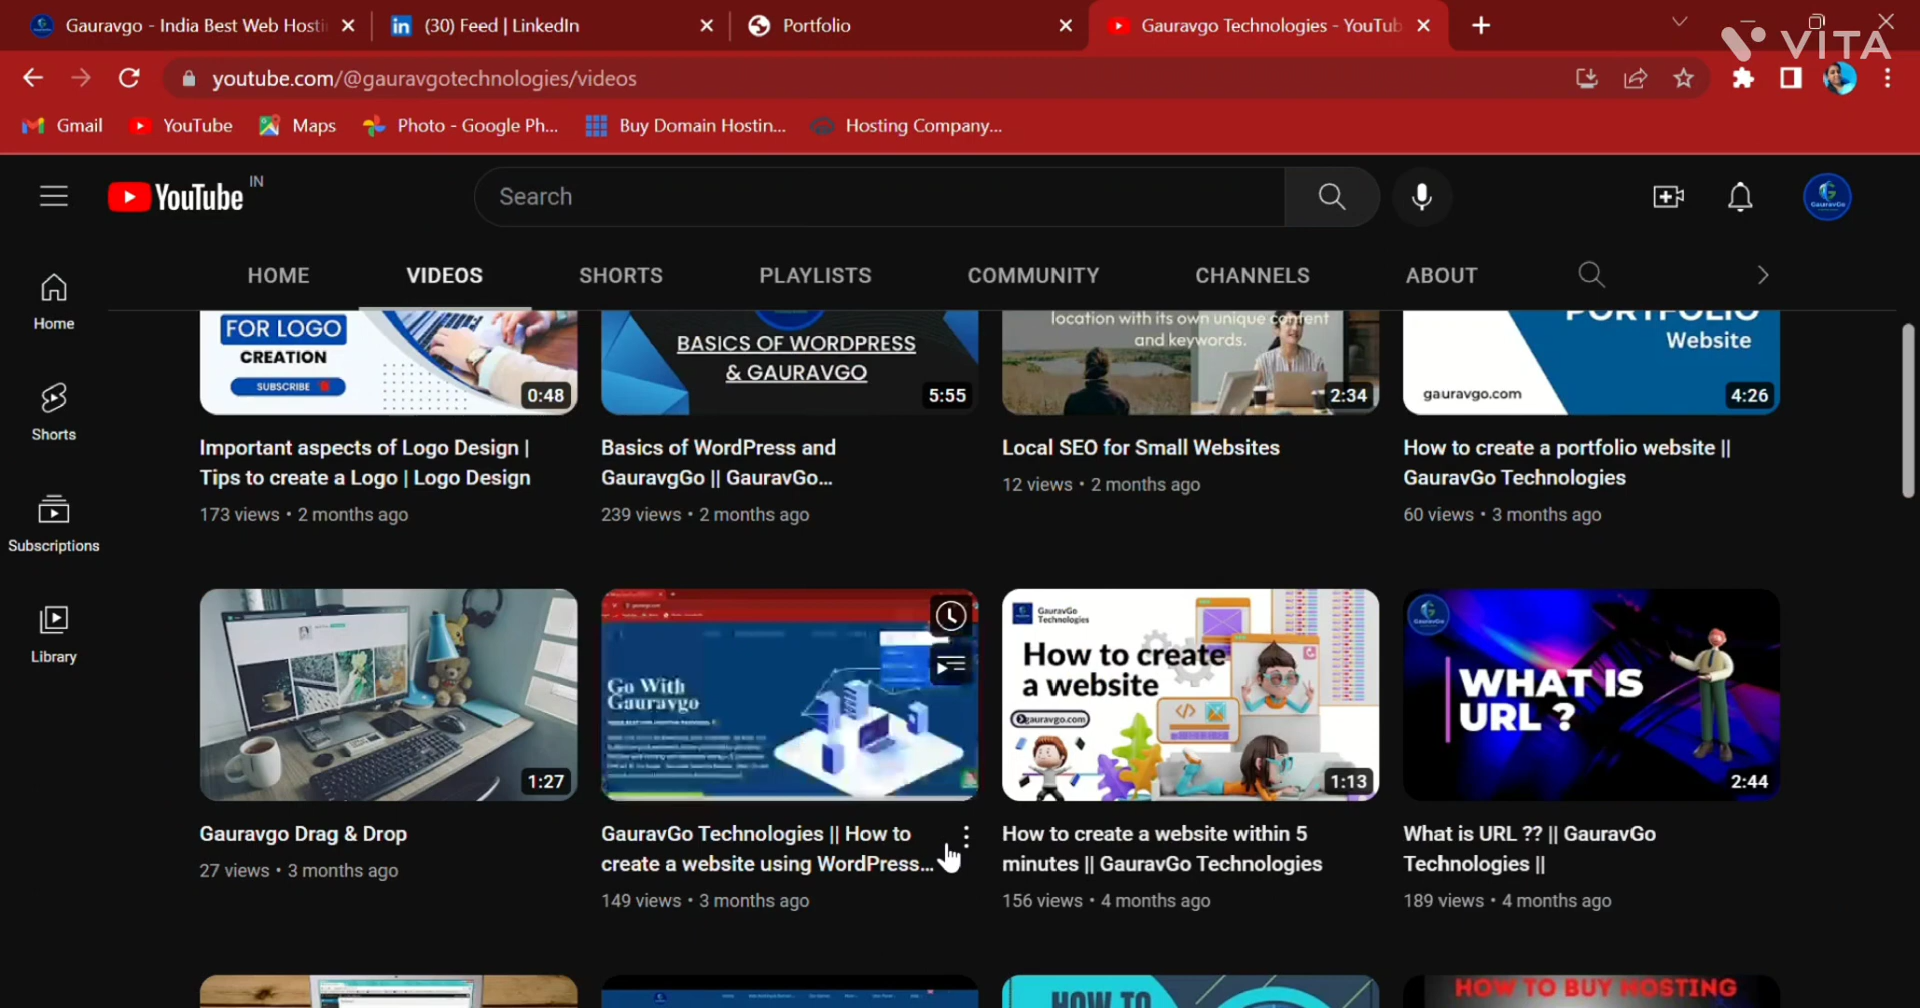 Gauravgo - India Best Web Hosti
(30) Feed | LinkedIn
Portfolio
Gauravgo Technologies - YouTub
VITA
youtube.com/@gauravgotechnologies/videos
Gmail
YouTube
Maps
Photo - Google Ph...
Buy Domain Hostin...
Hosting Company...
YouTube IN
Search
GauravGo
HOME
VIDEOS
SHORTS
PLAYLISTS
COMMUNITY
CHANNELS
ABOUT
Home
Shorts
Subscriptions
Library
FOR LOGO
CREATION
SUBSCRIBE
0:48
Important aspects of Logo Design |
Tips to create a Logo | Logo Design
173 views • 2 months ago
BASICS OF WORDPRESS
& GAURAVGO
5:55
Basics of WordPress and
GauravgGo || GauravGo...
239 views • 2 months ago
location with its own unique content
and keywords.
2:34
Local SEO for Small Websites
12 views • 2 months ago
PORTFOLIO
Website
gauravgo.com
4:26
How to create a portfolio website ||
GauravGo Technologies
60 views • 3 months ago
1:27
Gauravgo Drag & Drop
27 views • 3 months ago
Go With
Gauravgo
GauravGo Technologies || How to
create a website using WordPress...
149 views • 3 months ago
GauravGo
Technologies
How to create
a website
gauravgo.com
1:13
How to create a website within 5
minutes || GauravGo Technologies
156 views • 4 months ago
GauravGo
WHAT IS
URL ?
2:44
What is URL ?? || GauravGo
Technologies ||
189 views • 4 months ago
HOW TO
HOW TO BUY HOSTING